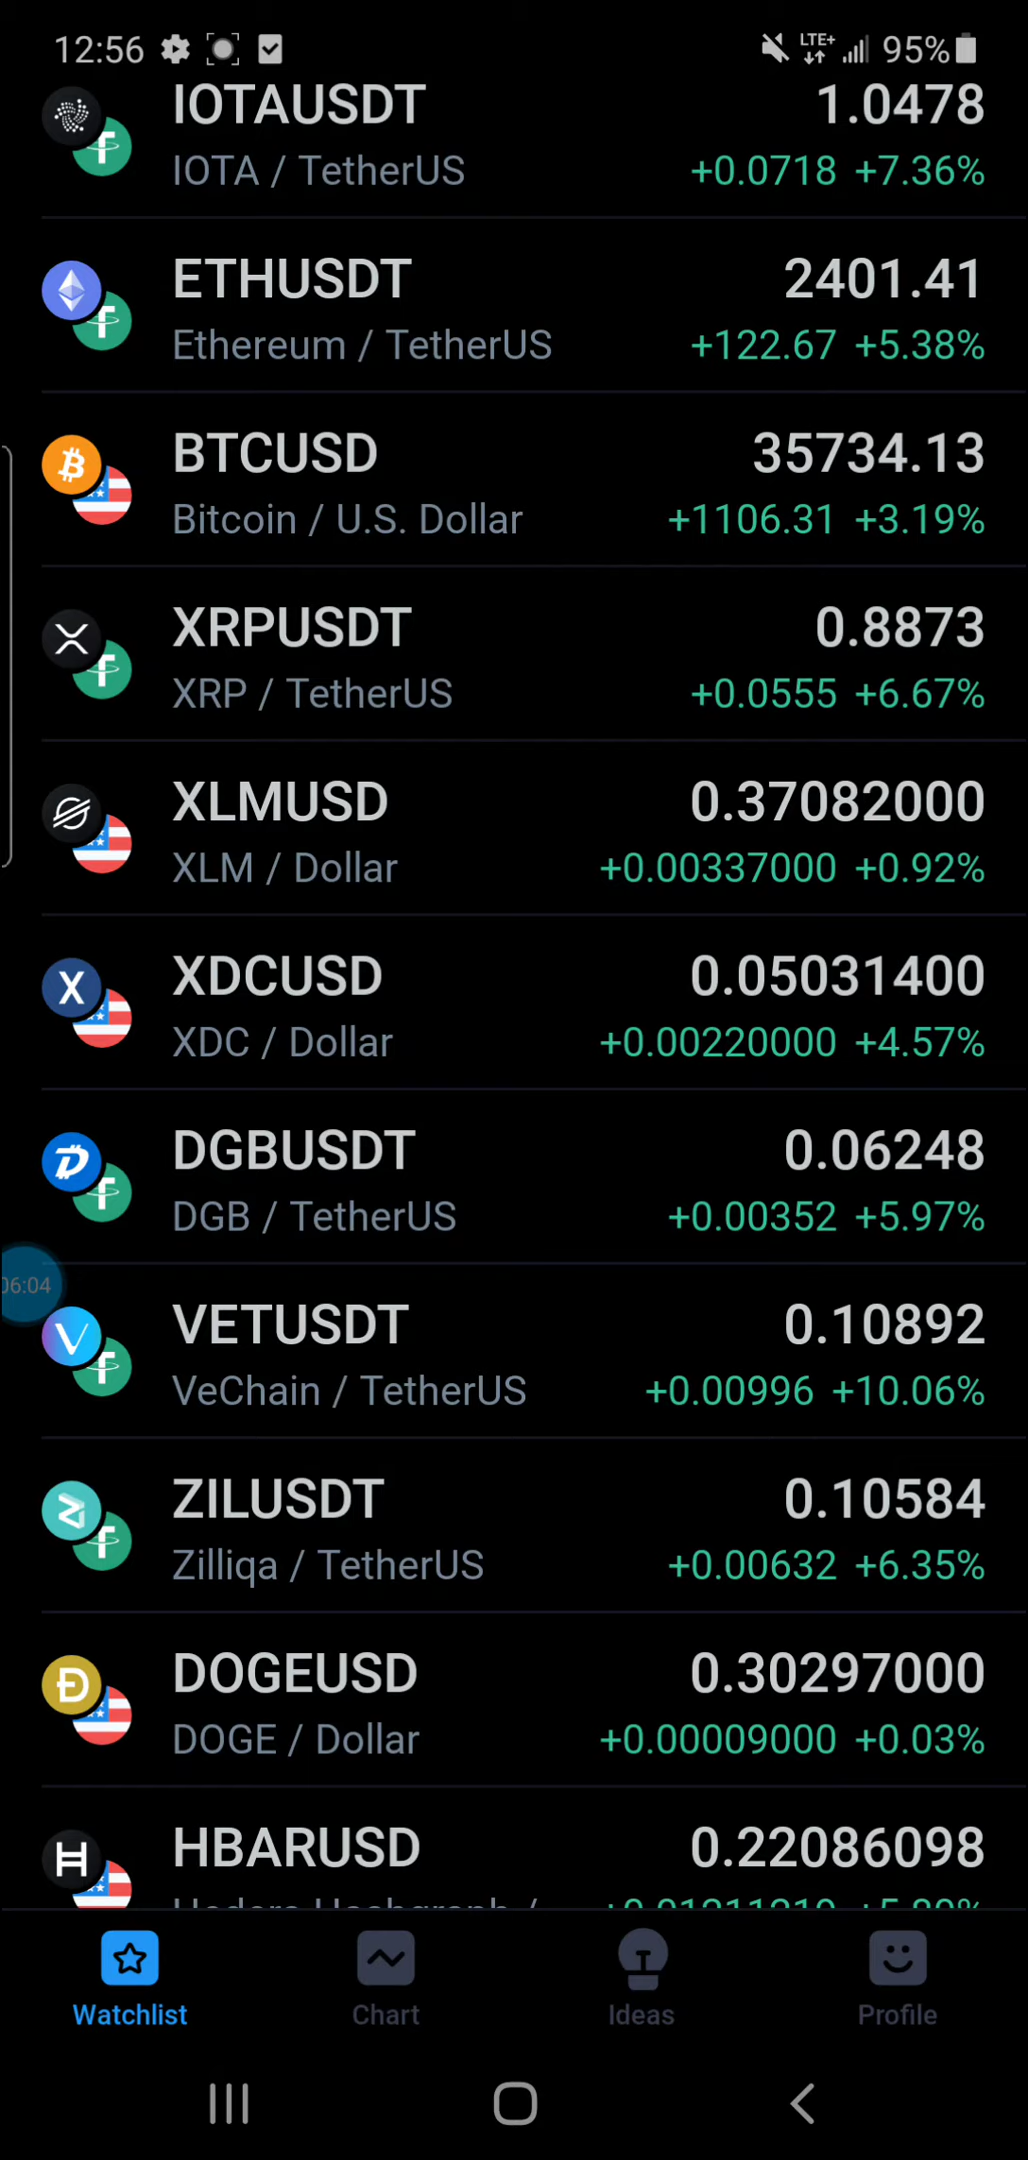 12:56 LTE+ 95%
IOTAUSDT 1.0478
IOTA / TetherUS +0.0718 +7.36%
ETHUSDT 2401.41
Ethereum / TetherUS +122.67 +5.38%
BTCUSD 35734.13
Bitcoin / U.S. Dollar +1106.31 +3.19%
XRPUSDT 0.8873
XRP / TetherUS +0.0555 +6.67%
XLMUSD 0.37082000
XLM / Dollar +0.00337000 +0.92%
XDCUSD 0.05031400
XDC / Dollar +0.00220000 +4.57%
DGBUSDT 0.06248
DGB / TetherUS +0.00352 +5.97%
06:04
VETUSDT 0.10892
VeChain / TetherUS +0.00996 +10.06%
ZILUSDT 0.10584
Zilliqa / TetherUS +0.00632 +6.35%
DOGEUSD 0.30297000
DOGE / Dollar +0.00009000 +0.03%
HBARUSD 0.22086098
Watchlist Chart Ideas Profile